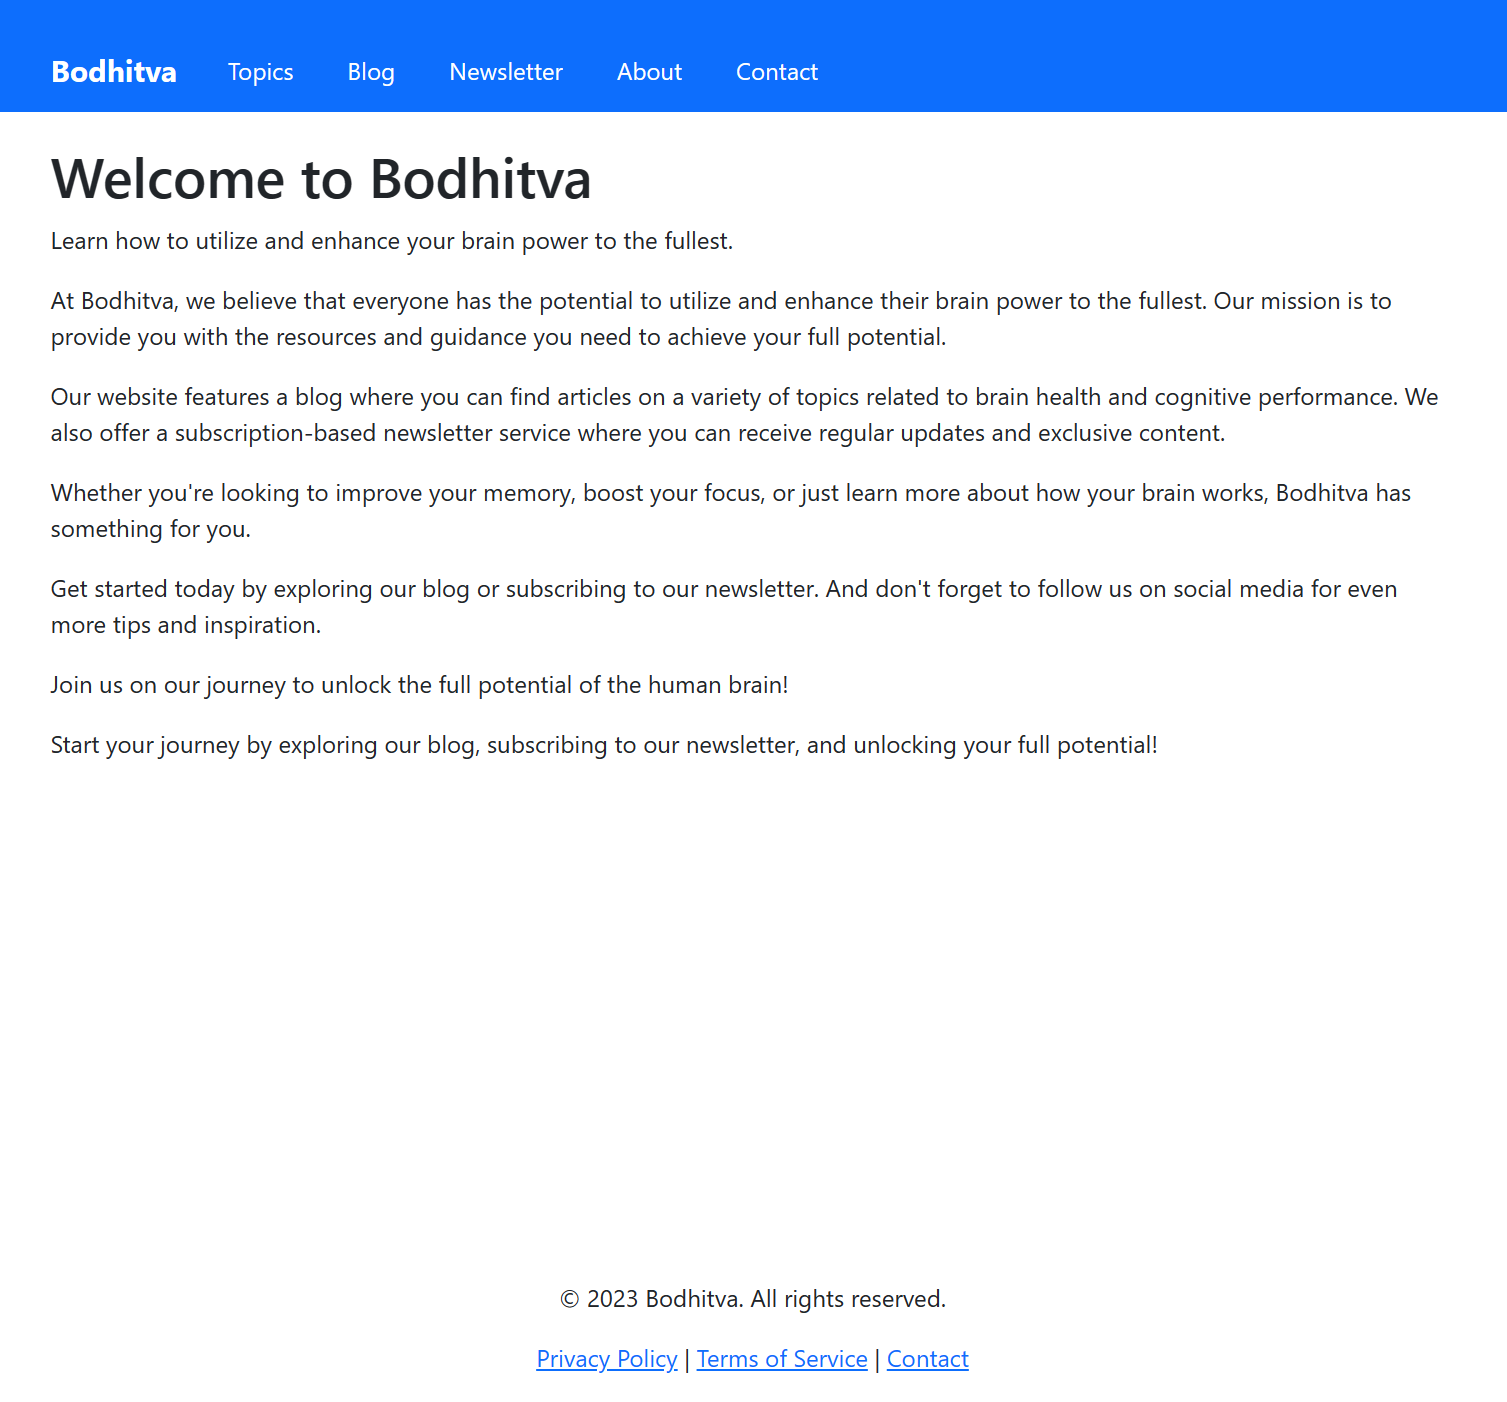 Bodhitva Topics Blog Newsletter About Contact
Welcome to Bodhitva
Learn how to utilize and enhance your brain power to the fullest.
At Bodhitva, we believe that everyone has the potential to utilize and enhance their brain power to the fullest. Our mission is to
provide you with the resources and guidance you need to achieve your full potential.
Our website features a blog where you can find articles on a variety of topics related to brain health and cognitive performance. We
also offer a subscription-based newsletter service where you can receive regular updates and exclusive content.
Whether you're looking to improve your memory, boost your focus, or just learn more about how your brain works, Bodhitva has
something for you.
Get started today by exploring our blog or subscribing to our newsletter. And don't forget to follow us on social media for even
more tips and inspiration.
Join us on our journey to unlock the full potential of the human brain!
Start your journey by exploring our blog, subscribing to our newsletter, and unlocking your full potential!
© 2023 Bodhitva. All rights reserved.
Privacy Policy | Terms of Service | Contact